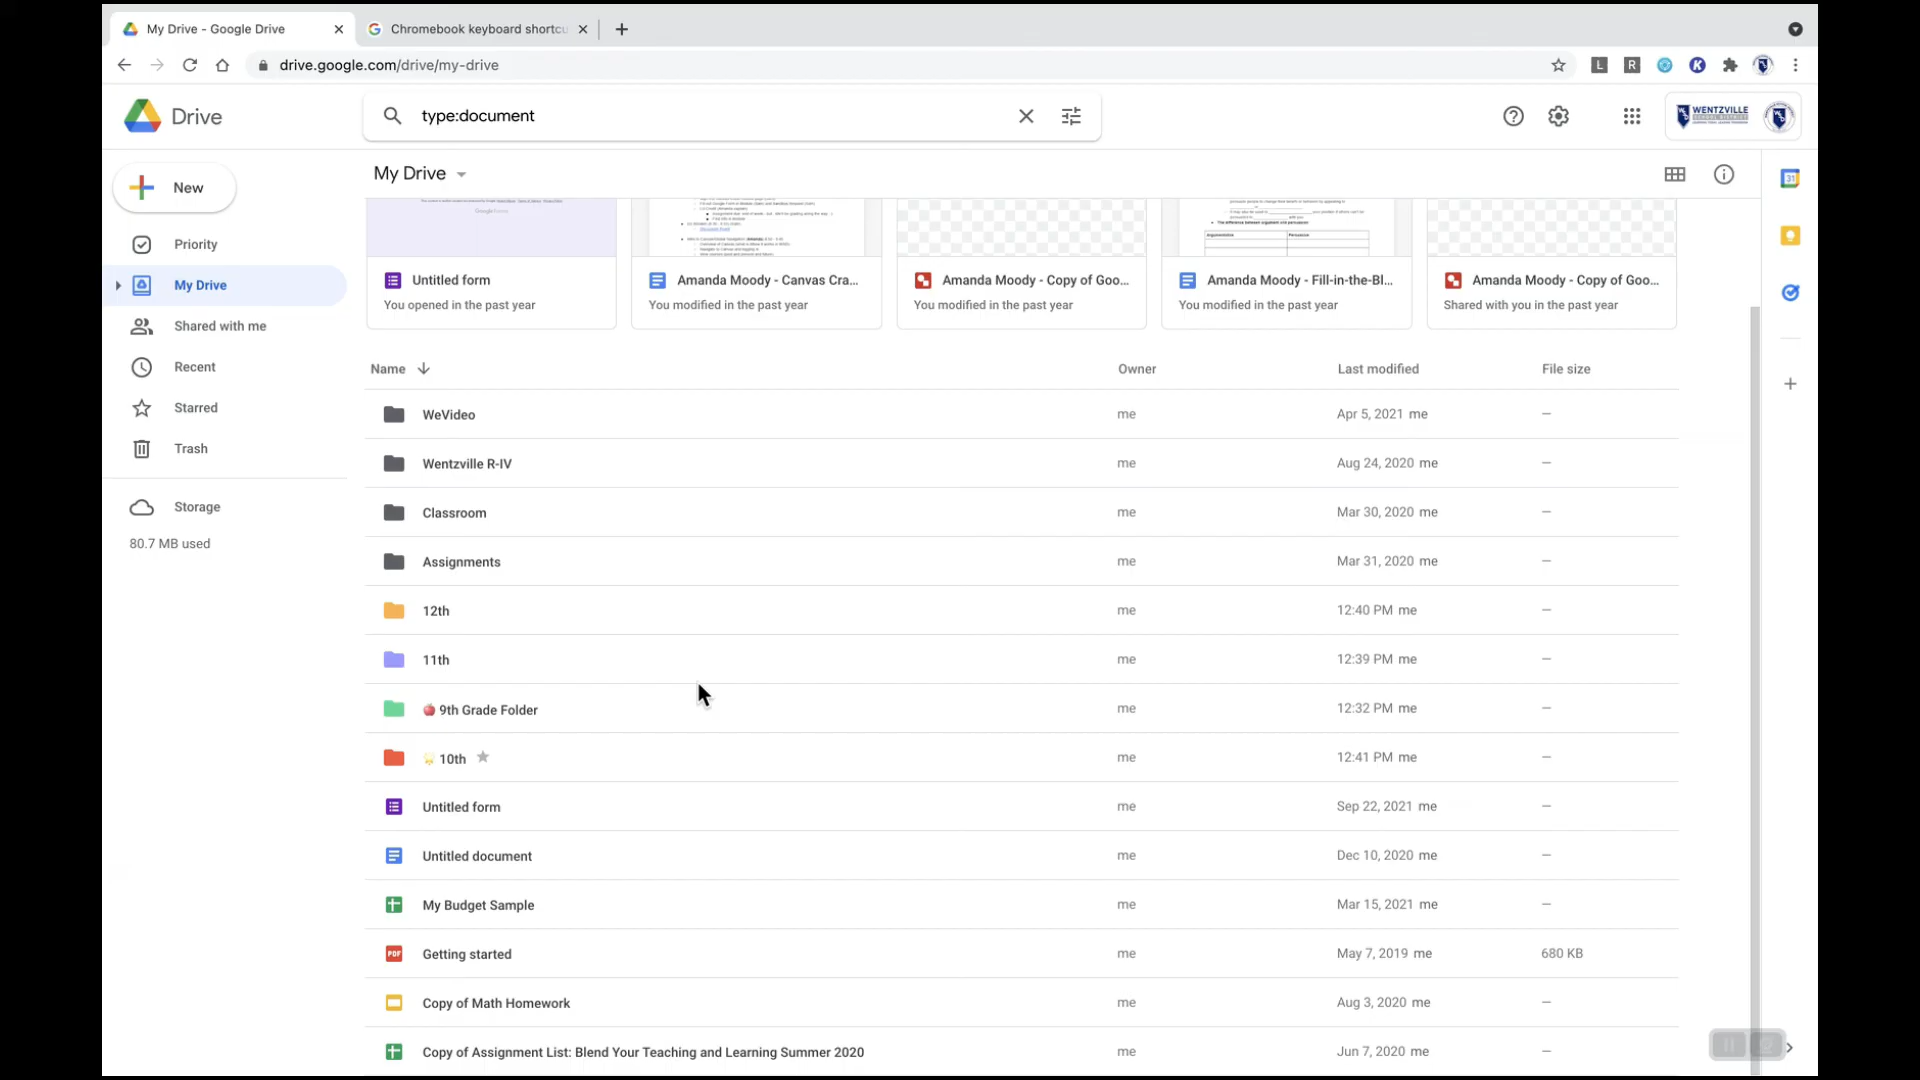 My Drive - Google Drive
Chromebook keyboard shortcu
drive.google.com/drive/my-drive
L
R
K
Drive
type:document
WENTZVILLE
New
My Drive
31
Priority
My Drive
Shared with me
Recent
Starred
Trash
Storage
80.7 MB used
Google Forms
Argumentation Persuasion
Untitled form
You opened in the past year
Amanda Moody - Canvas Cra...
You modified in the past year
Amanda Moody - Copy of Goo...
You modified in the past year
Amanda Moody - Fill-in-the-Bl...
You modified in the past year
Amanda Moody - Copy of Goo...
Shared with you in the past year
Name Owner Last modified File size
WeVideo me Apr 5, 2021 me —
Wentzville R-IV me Aug 24, 2020 me —
Classroom me Mar 30, 2020 me —
Assignments me Mar 31, 2020 me —
12th me 12:40 PM me —
11th me 12:39 PM me —
🍎 9th Grade Folder me 12:32 PM me —
10th me 12:41 PM me —
Untitled form me Sep 22, 2021 me —
Untitled document me Dec 10, 2020 me —
My Budget Sample me Mar 15, 2021 me —
PDF Getting started me May 7, 2019 me 680 KB
Copy of Math Homework me Aug 3, 2020 me —
Copy of Assignment List: Blend Your Teaching and Learning Summer 2020 me Jun 7, 2020 me —